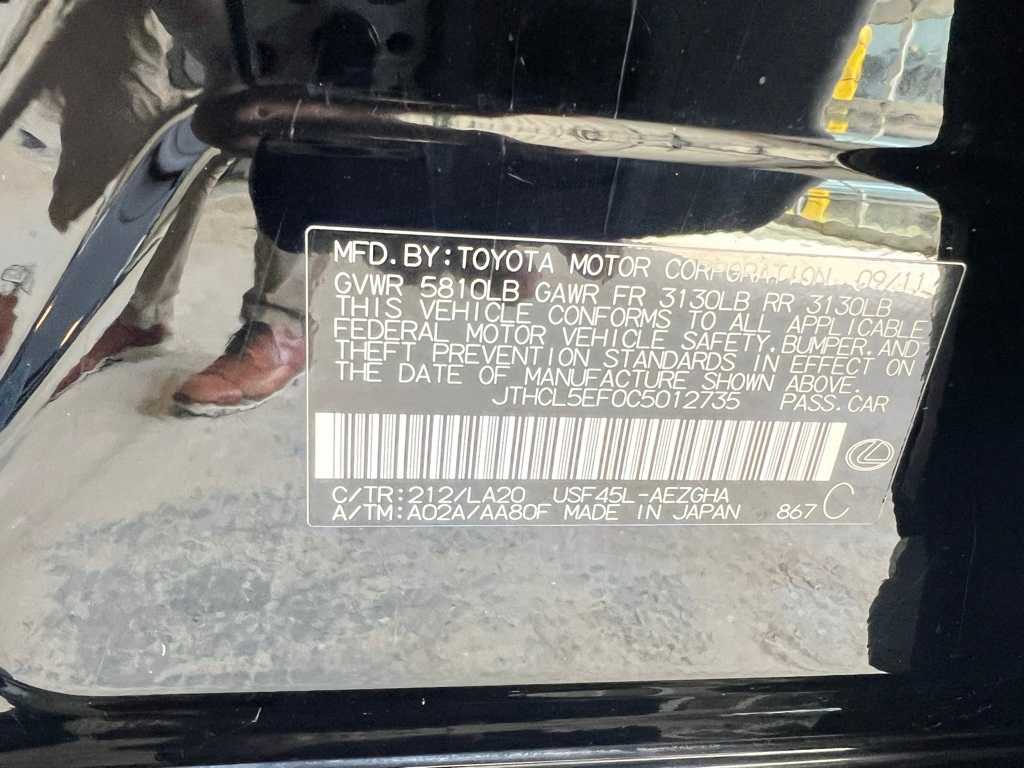 MFD. BY: TOYOTA MOTOR CORPORATION 09/11
GVWR 5810LB GAWR FR 3130LB RR 3130LB
THIS VEHICLE CONFORMS TO ALL APPLICABLE
FEDERAL MOTOR VEHICLE SAFETY, BUMPER, AND
THEFT PREVENTION STANDARDS IN EFFECT ON
THE DATE OF MANUFACTURE SHOWN ABOVE.
JTHCL5EF0C5012735 PASS. CAR
C/TR: 212/LA20 USF45L-AEZGHA
A/TM: A02A/AA80F MADE IN JAPAN 867 C